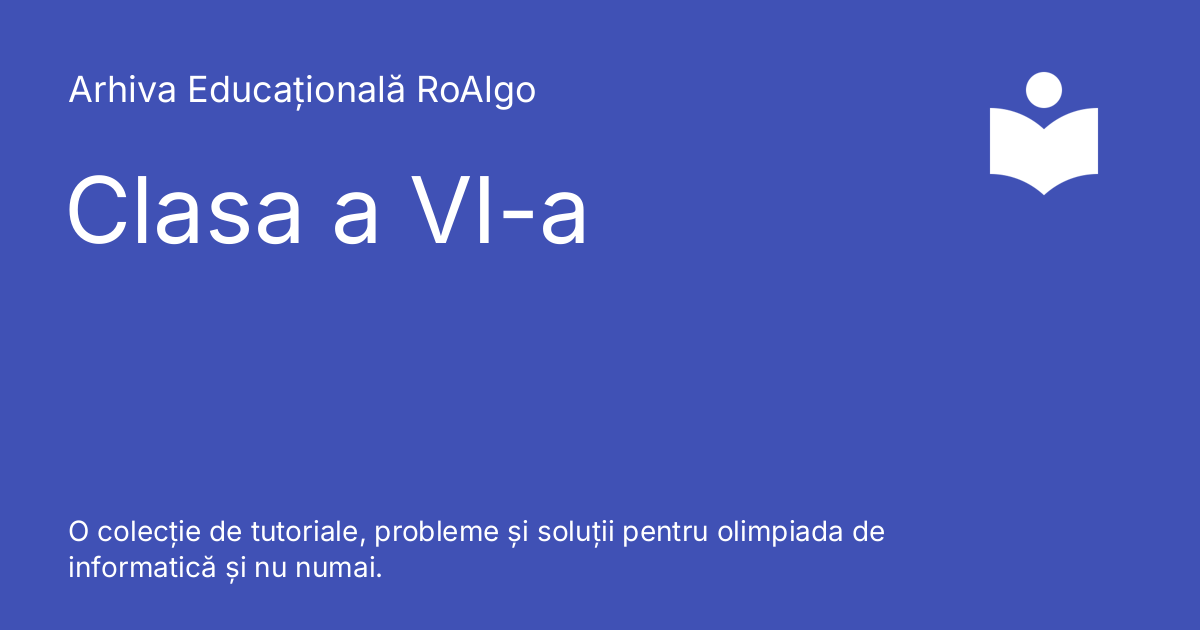 Arhiva Educațională RoAlgo
Clasa a VI-a
O colecție de tutoriale, probleme și soluții pentru olimpiada de
informatică și nu numai.